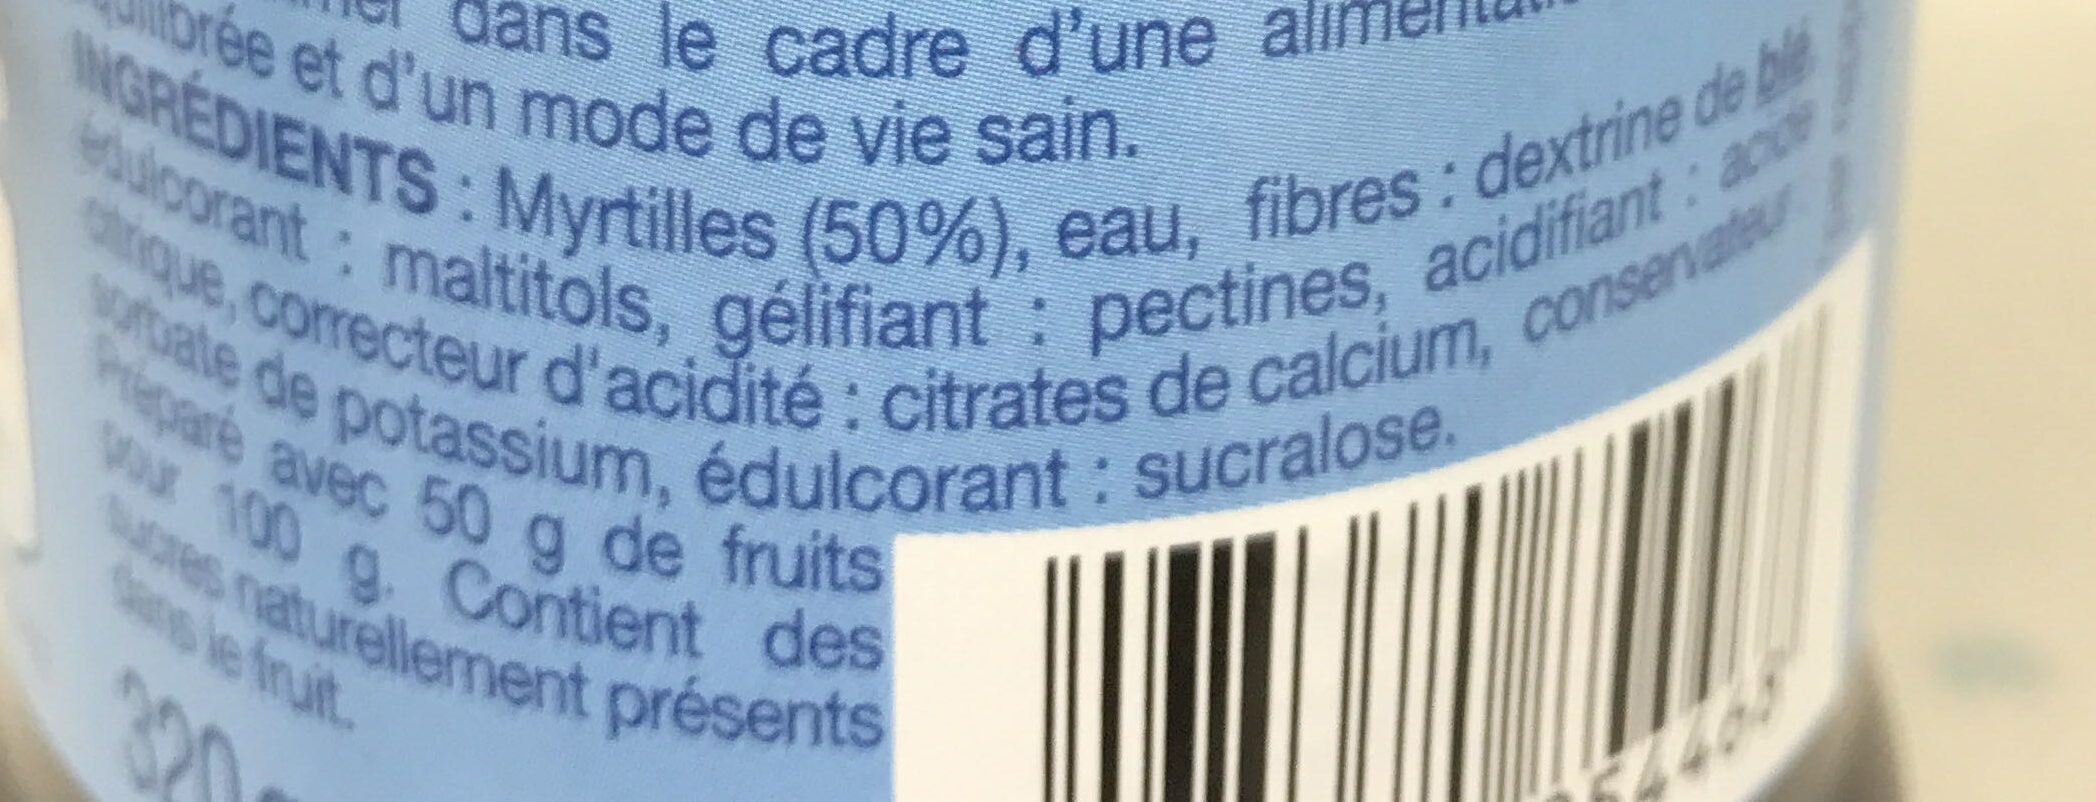 dans le cadre d'une
équilibrée et d'un mode de vie sain.
INGRÉDIENTS : Myrtilles (50%), eau, fibres : dextrine de blé,
édulcorant : maltitols, gélifiant : pectines, acidifiant : acide
citrique, correcteur d'acidité : citrates de calcium, conservateur :
sorbate de potassium, édulcorant : sucralose.
Préparé avec 50 g de fruits
pour 100 g. Contient des
sucres naturellement présents
dans le fruit.
320